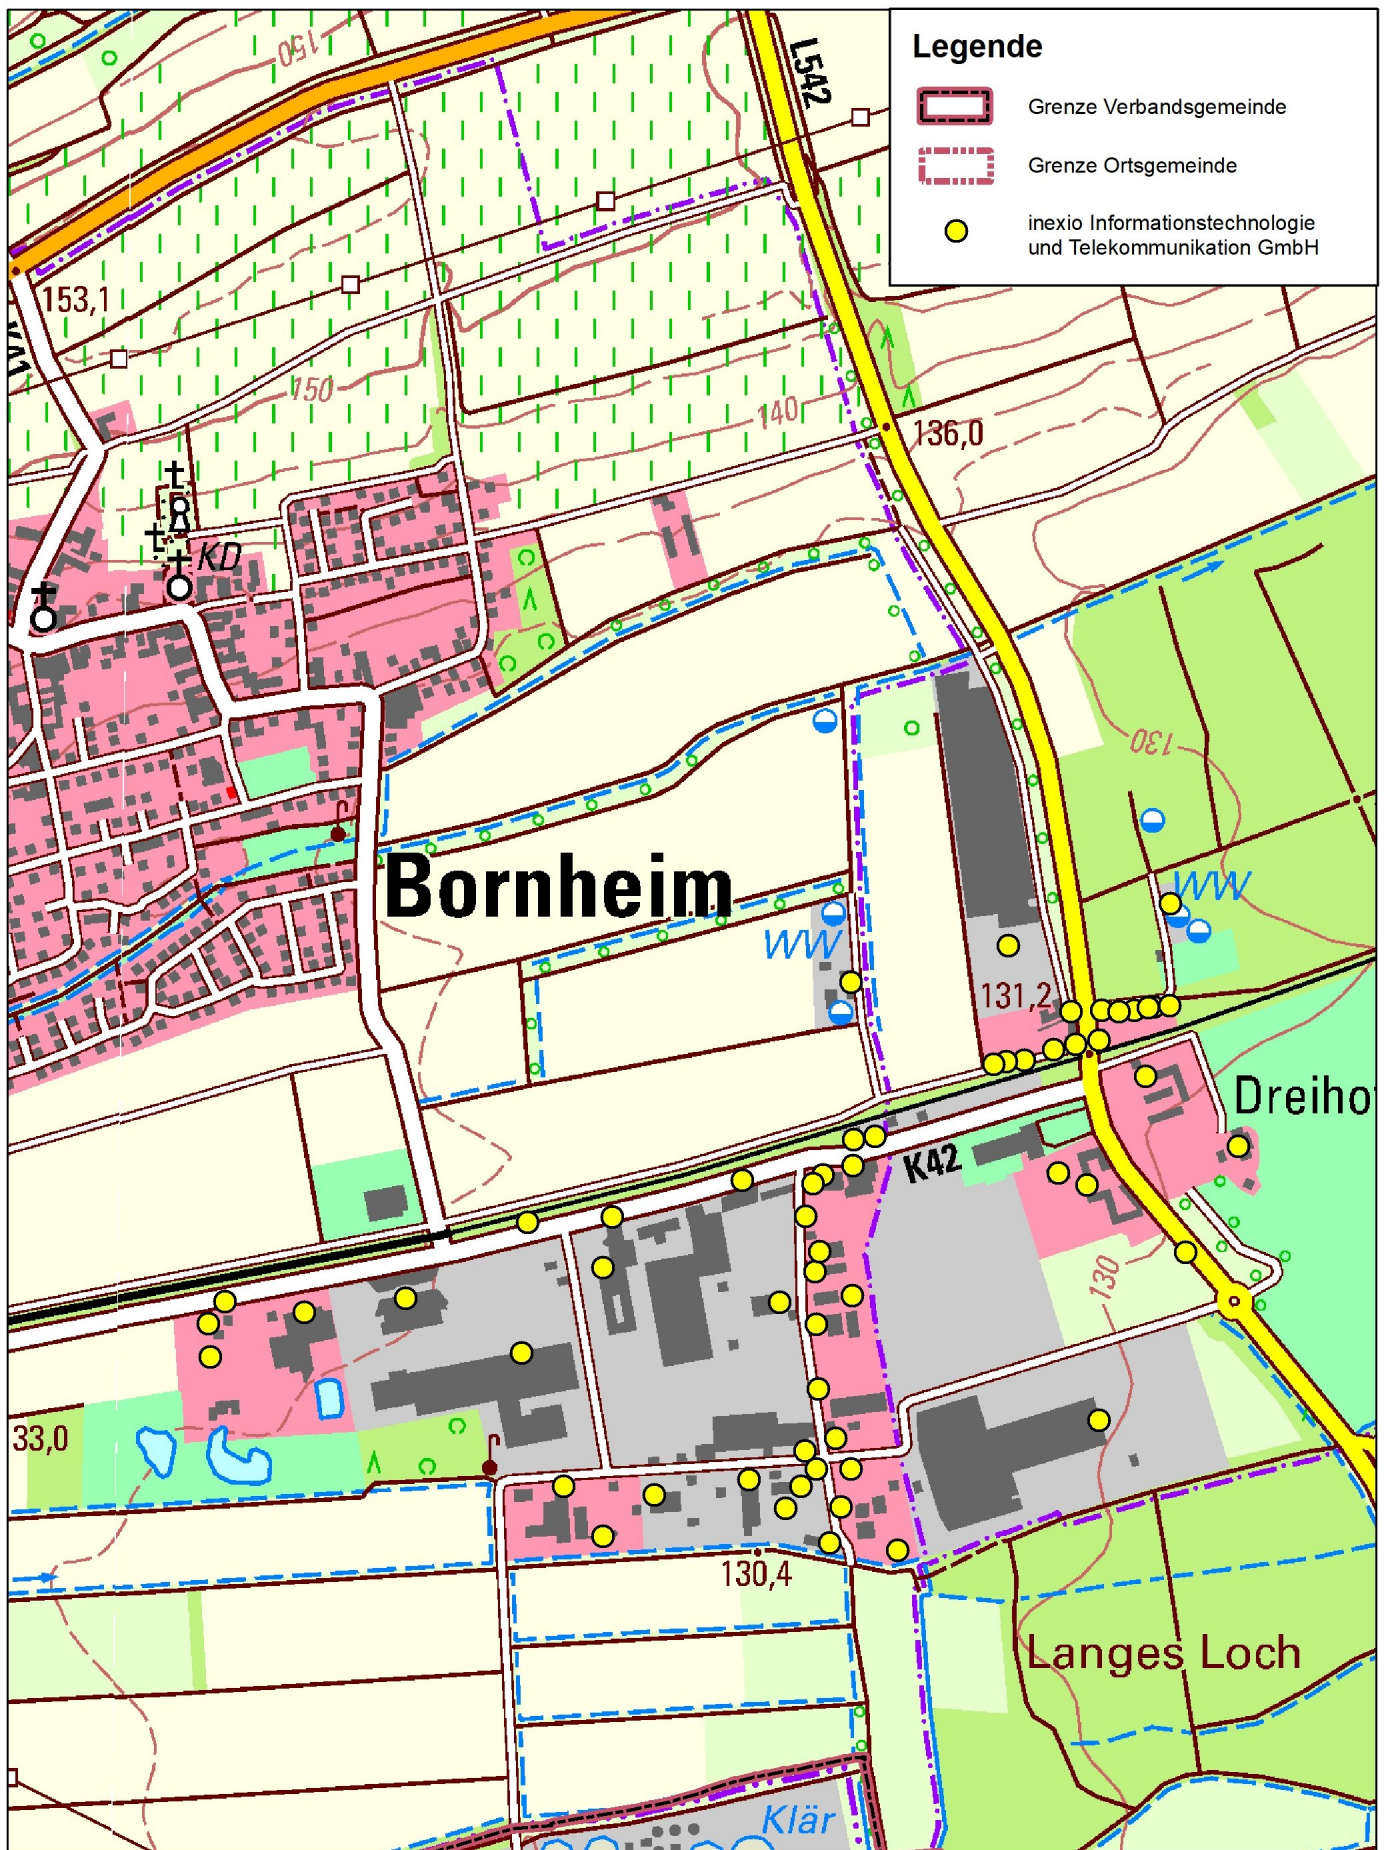 Legende
Grenze Verbandsgemeinde
Grenze Ortsgemeinde
inexio Informationstechnologie
und Telekommunikation GmbH
150
L542
153,1
150
140
136,0
KD
130
Bornheim
WW
WW
131,2
Dreiho
K42
130
33,0
130,4
Langes Loch
Klär